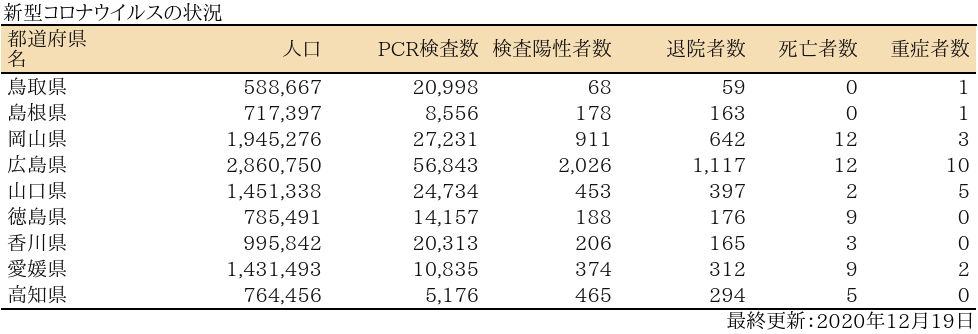 新型コロナウイルスの状況
都道府県名 人口 PCR検査数 検査陽性者数 退院者数 死亡者数 重症者数
鳥取県 588,667 20,998 68 59 0 1
島根県 717,397 8,556 178 163 0 1
岡山県 1,945,276 27,231 911 642 12 3
広島県 2,860,750 56,843 2,026 1,117 12 10
山口県 1,451,338 24,734 453 397 2 5
徳島県 785,491 14,157 188 176 9 0
香川県 995,842 20,313 206 165 3 0
愛媛県 1,431,493 10,835 374 312 9 2
高知県 764,456 5,176 465 294 5 0
最終更新：2020年12月19日